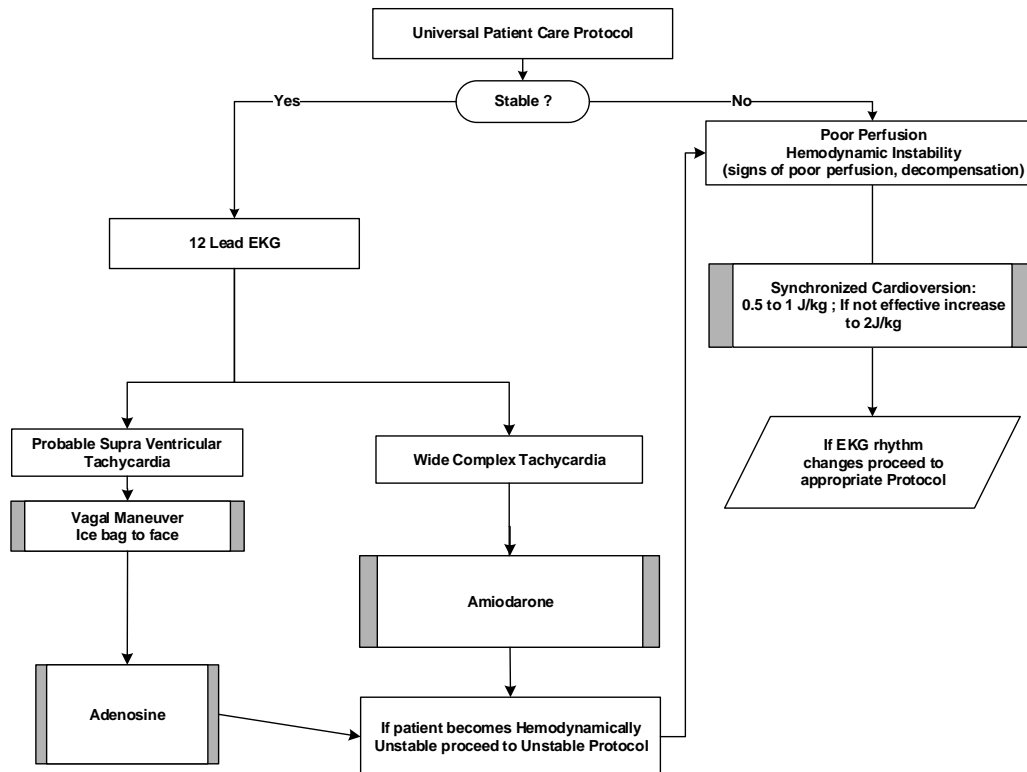 Universal Patient Care Protocol
Stable ?
Yes
No
Poor Perfusion
Hemodynamic Instability
(signs of poor perfusion, decompensation)
12 Lead EKG
Synchronized Cardioversion:
0.5 to 1 J/kg ; If not effective increase
to 2J/kg
Probable Supra Ventricular
Tachycardia
Wide Complex Tachycardia
If EKG rhythm
changes proceed to
appropriate Protocol
Vagal Maneuver
Ice bag to face
Amiodarone
Adenosine
If patient becomes Hemodynamically
Unstable proceed to Unstable Protocol